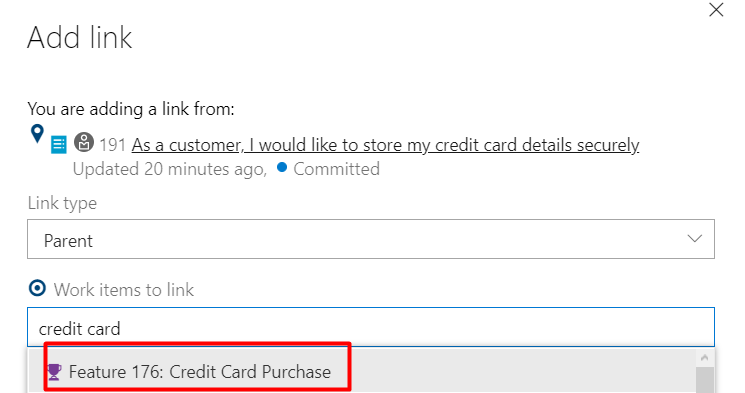 Add link
You are adding a link from:
191 As a customer, I would like to store my credit card details securely
Updated 20 minutes ago, Committed
Link type
Parent
Work items to link
credit card
Feature 176: Credit Card Purchase